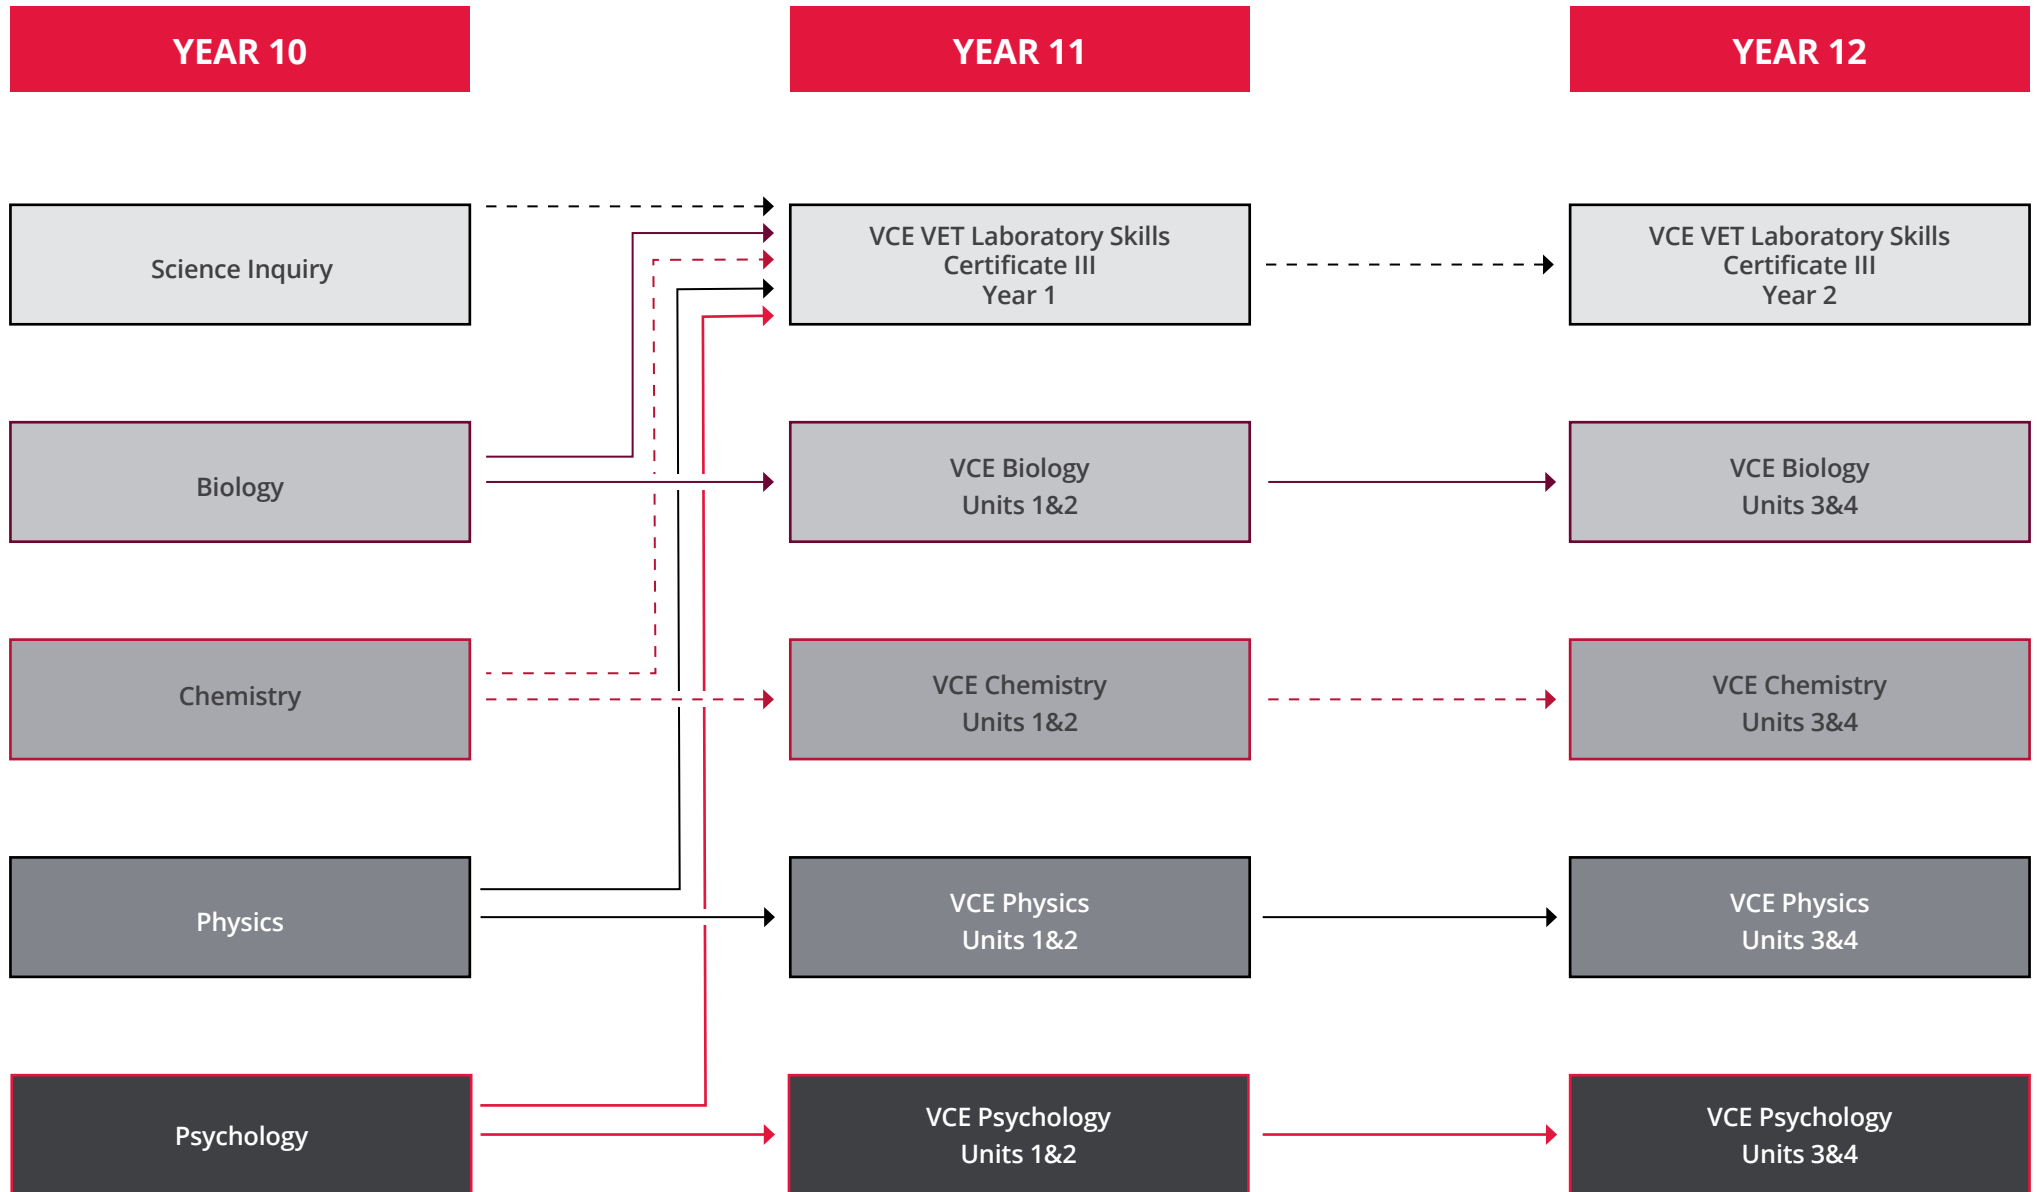 YEAR 10
YEAR 11
YEAR 12
Science Inquiry
VCE VET Laboratory Skills
Certificate III
Year 1
VCE VET Laboratory Skills
Certificate III
Year 2
Biology
VCE Biology
Units 1&2
VCE Biology
Units 3&4
Chemistry
VCE Chemistry
Units 1&2
VCE Chemistry
Units 3&4
Physics
VCE Physics
Units 1&2
VCE Physics
Units 3&4
Psychology
VCE Psychology
Units 1&2
VCE Psychology
Units 3&4